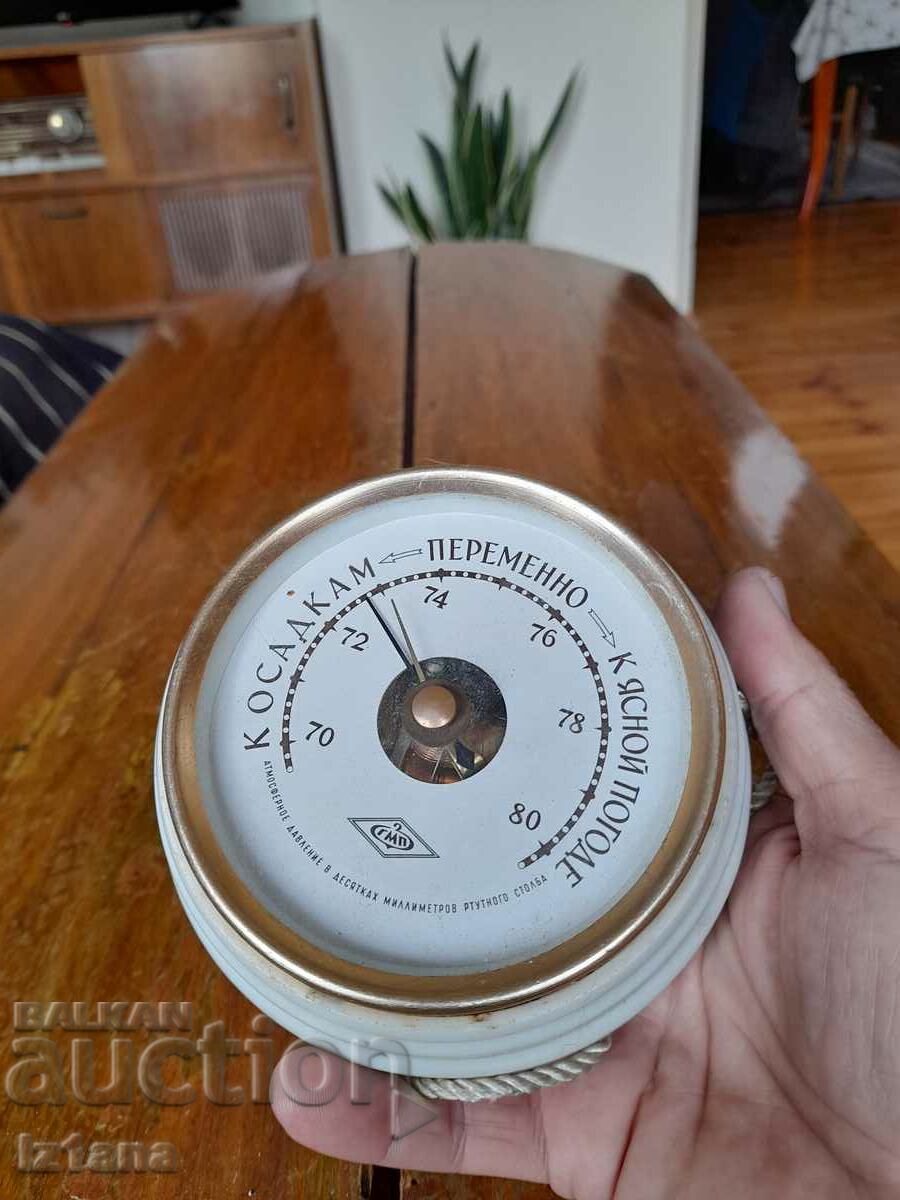 К ОСАДКАМ ПЕРЕМЕННО К ЯСНОЙ ПОГОДЕ
70 72 74 76 78 80
ГМП
АТМОСФЕРНОЕ ДАВЛЕНИЕ В ДЕСЯТКАХ МИЛЛИМЕТРОВ РТУТНОГО СТОЛБА
BALKAN
auction
iz1tana